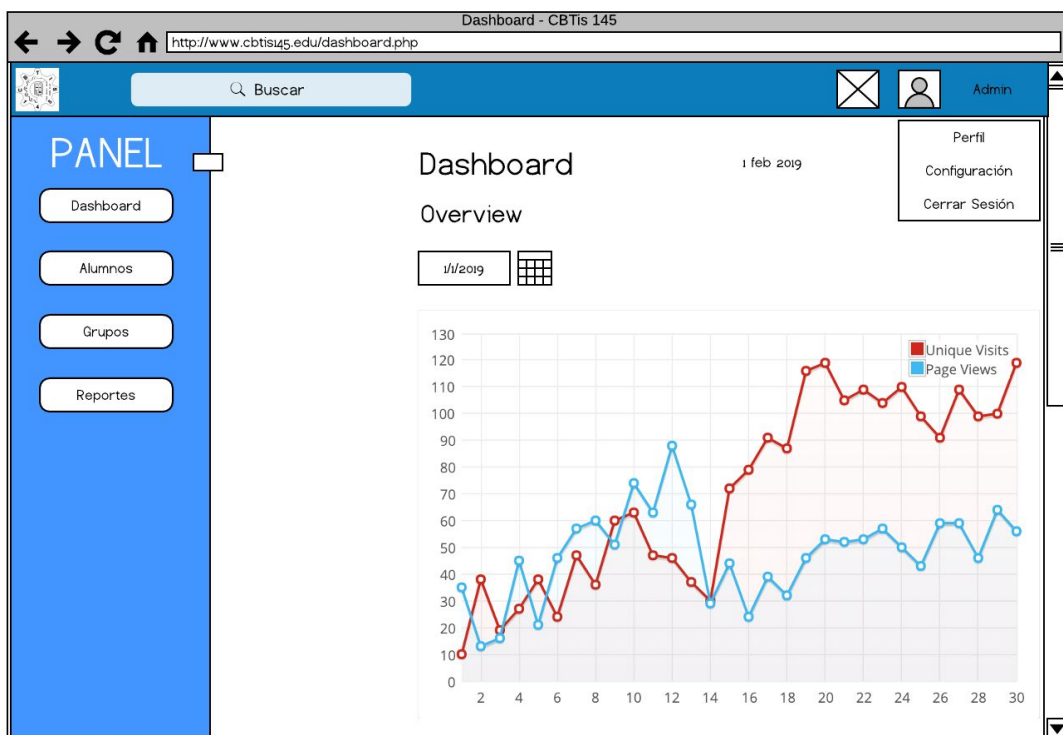 Dashboard - CBTis 145
http://www.cbtis145.edu/dashboard.php
Buscar
Admin
PANEL
Dashboard
Alumnos
Grupos
Reportes
Dashboard
1 feb 2019
Perfil
Configuración
Cerrar Sesión
Overview
1/1/2019
130
120
110
100
90
80
70
60
50
40
30
20
10
0
Unique Visits
Page Views
2 4 6 8 10 12 14 16 18 20 22 24 26 28 30